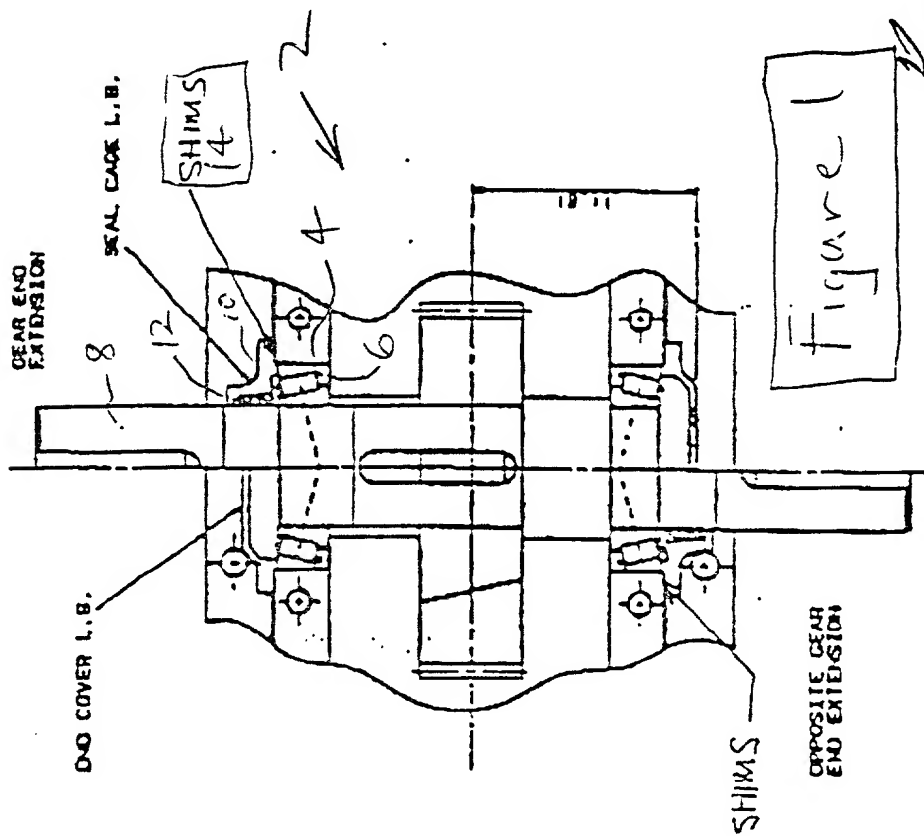 GEAR END
EXTENSION
8
12
10
SEAL CAGE L.B.
SHIMS
14
2
4
6
END COVER L.B.
SHIMS
OPPOSITE GEAR
END EXTENSION
Figure 1